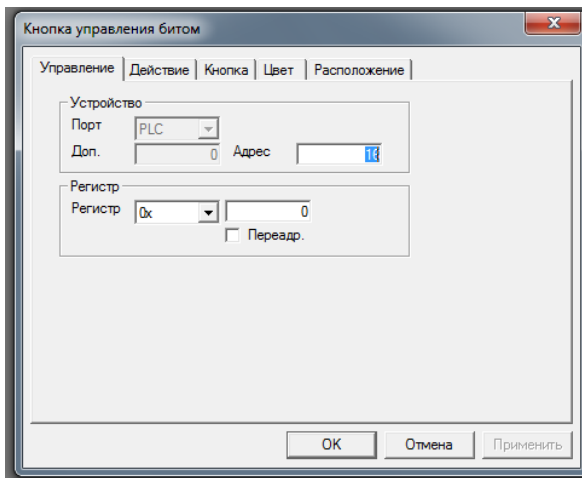 Кнопка управления битом
Управление Действие Кнопка Цвет Расположение
Устройство
Порт PLC
Доп. 0 Адрес 16
Регистр
Регистр 0x 0
Переадр.
OK Отмена Применить